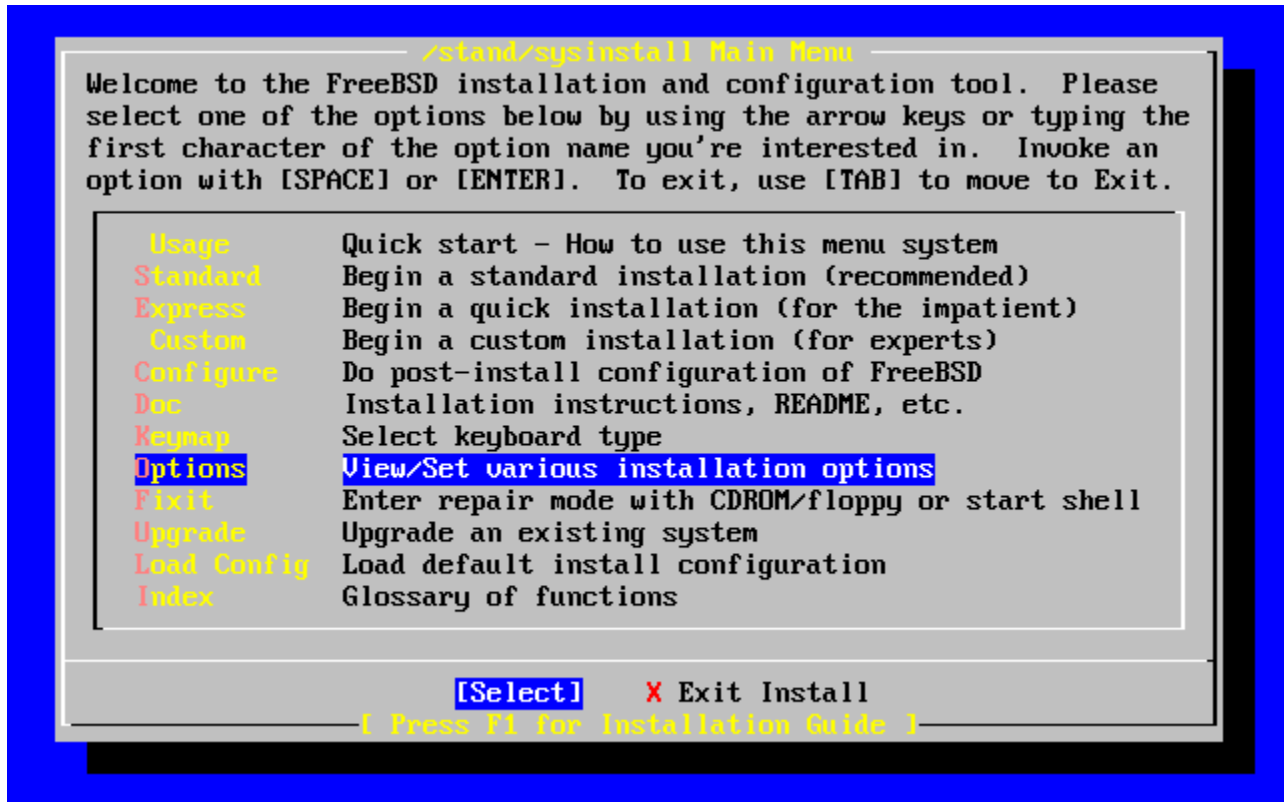 /stand/sysinstall Main Menu
Welcome to the FreeBSD installation and configuration tool.  Please
select one of the options below by using the arrow keys or typing the
first character of the option name you're interested in.  Invoke an
option with [SPACE] or [ENTER].  To exit, use [TAB] to move to Exit.
Usage Quick start - How to use this menu system
Standard Begin a standard installation (recommended)
Express Begin a quick installation (for the impatient)
Custom Begin a custom installation (for experts)
Configure Do post-install configuration of FreeBSD
Doc Installation instructions, README, etc.
Keymap Select keyboard type
Options View/Set various installation options
Fixit Enter repair mode with CDROM/floppy or start shell
Upgrade Upgrade an existing system
Load Config Load default install configuration
Index Glossary of functions
[Select] X Exit Install
[ Press F1 for Installation Guide ]